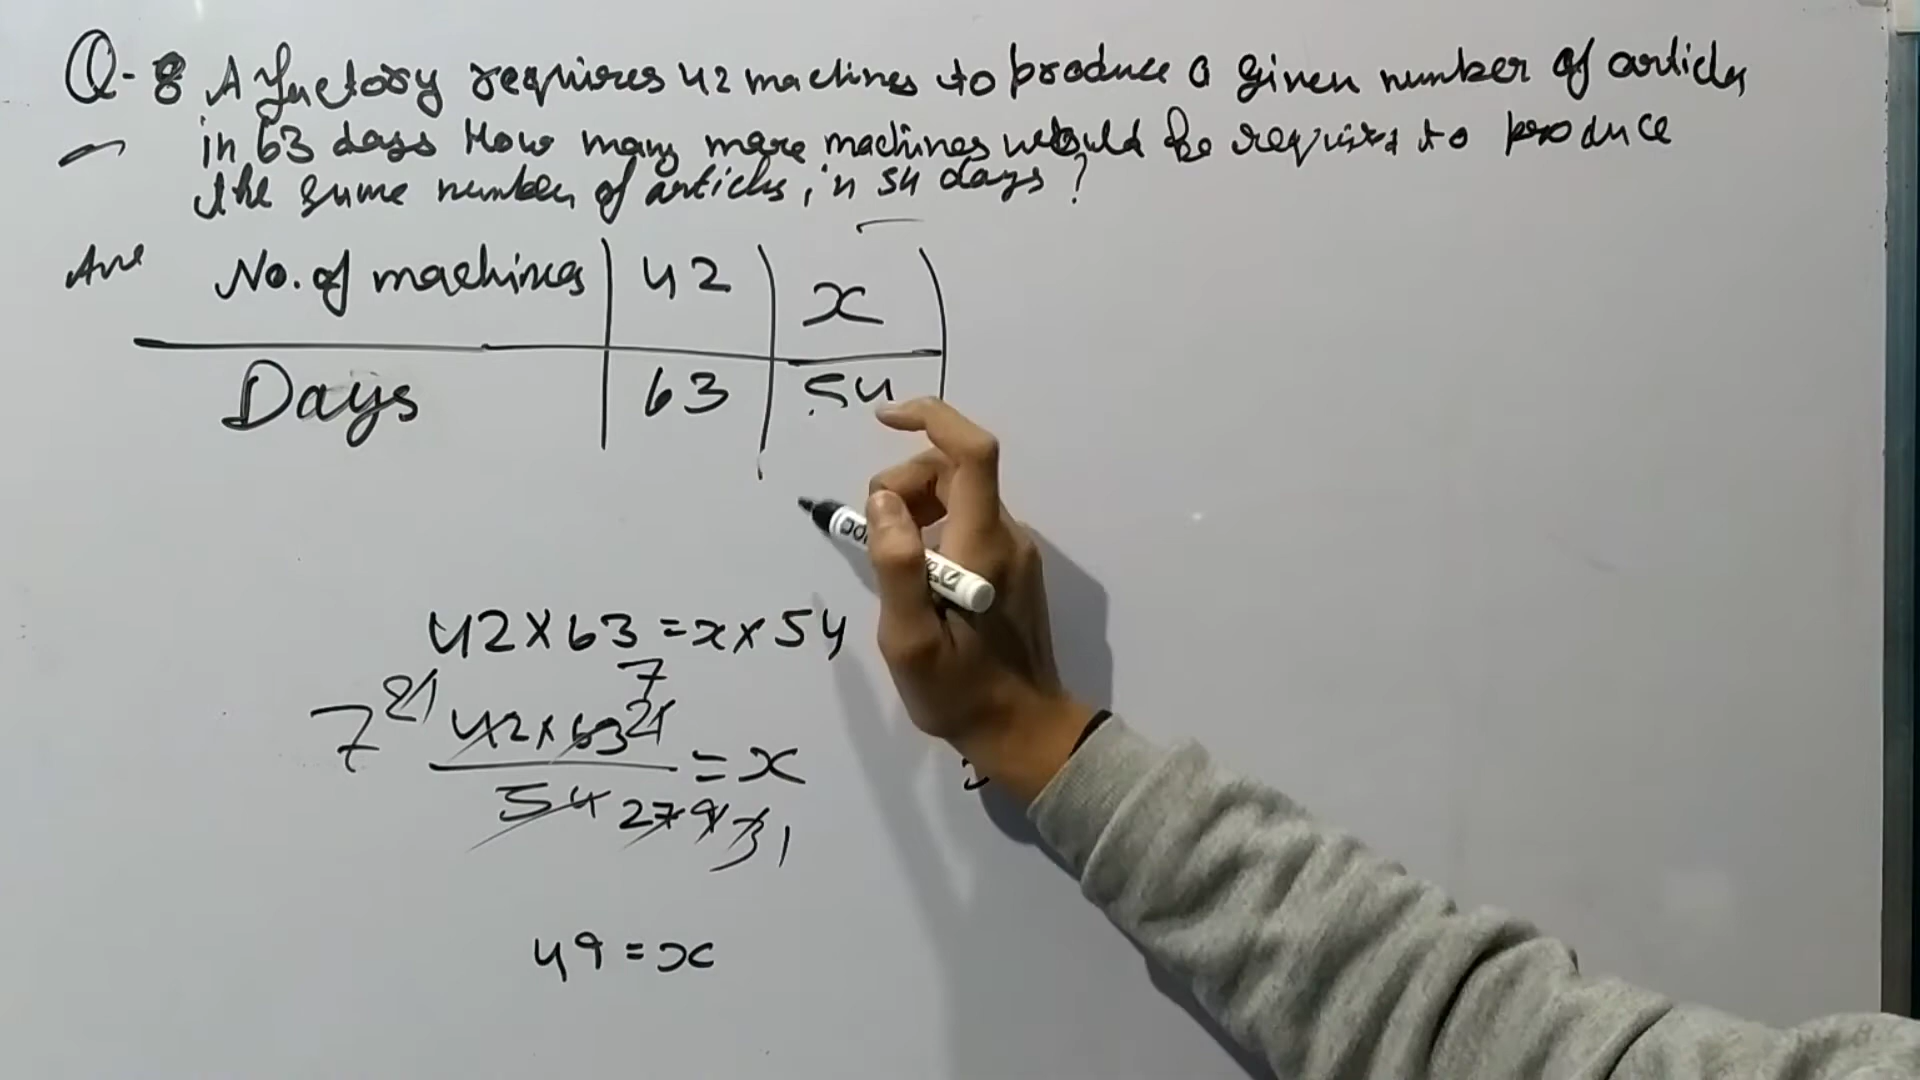 Q-8 A factory requires 42 machines to produce a given number of articles
in 63 days How many more machines would be required to produce
the same number of articles, in 54 days?
Ans No. of machines 42 x
Days 63 54
42×63=x×54
7
7 21 42×63 21 = x
54 27 9 3 1
49=x